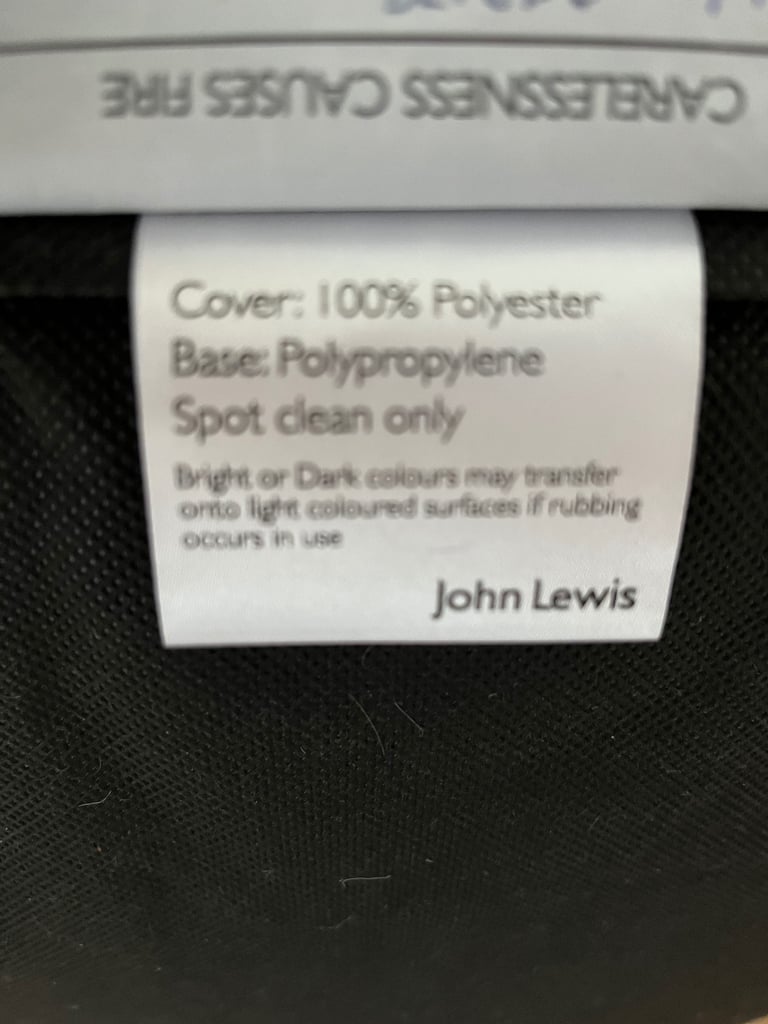 CARELESSNESS CAUSES FIRE
Cover: 100% Polyester
Base: Polypropylene
Spot clean only
Bright or Dark colours may transfer
onto light coloured surfaces if rubbing
occurs in use
John Lewis